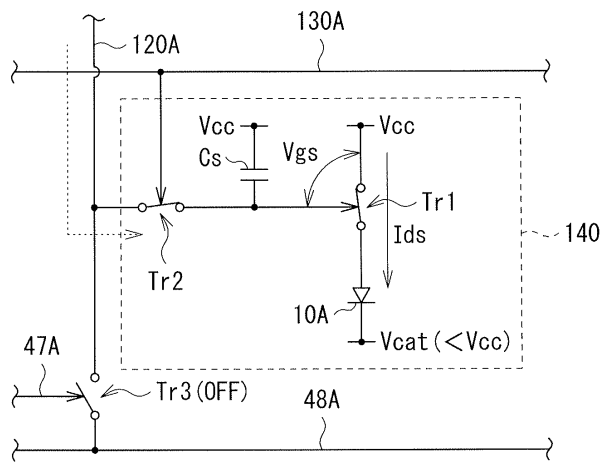 120A
130A
Vcc
Vcc
Cs
Vgs
Tr1
Ids
Tr2
140
10A
Vcat(<Vcc)
47A
Tr3(OFF)
48A